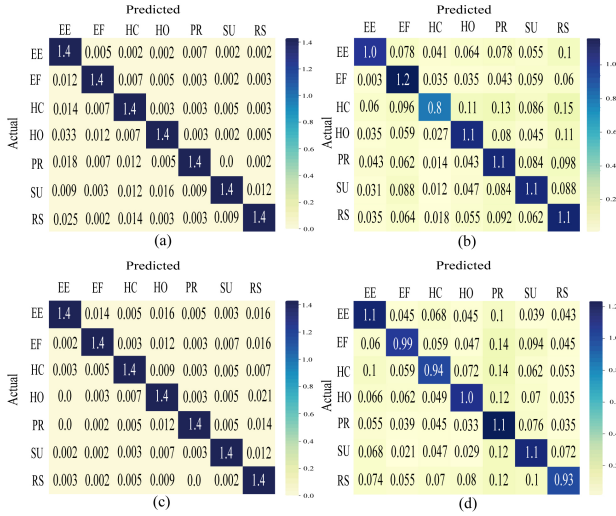 Predicted
EE EF HC HO PR SU RS
Actual
EE 1.4 0.005 0.002 0.002 0.007 0.002 0.002
EF 0.012 1.4 0.007 0.005 0.005 0.002 0.003
HC 0.014 0.007 1.4 0.003 0.003 0.003 0.005
HO 0.033 0.012 0.007 1.4 0.003 0.002 0.005
PR 0.018 0.007 0.012 0.005 1.4 0.0 0.002
SU 0.009 0.003 0.012 0.016 0.009 1.4 0.012
RS 0.025 0.002 0.014 0.003 0.003 0.009 1.4
1.4
1.2
1.0
0.8
0.6
0.4
0.2
0.0
(a)
Predicted
EE EF HC HO PR SU RS
Actual
EE 1.0 0.078 0.041 0.064 0.078 0.055 0.1
EF 0.003 1.2 0.035 0.035 0.043 0.059 0.06
HC 0.06 0.096 0.8 0.11 0.13 0.086 0.15
HO 0.035 0.059 0.027 1.1 0.08 0.045 0.11
PR 0.043 0.062 0.014 0.043 1.1 0.084 0.098
SU 0.031 0.088 0.012 0.047 0.084 1.1 0.088
RS 0.035 0.064 0.018 0.055 0.092 0.062 1.1
1.0
0.8
0.6
0.4
0.2
(b)
Predicted
EE EF HC HO PR SU RS
Actual
EE 1.4 0.014 0.005 0.016 0.005 0.003 0.016
EF 0.002 1.4 0.003 0.012 0.003 0.007 0.016
HC 0.003 0.005 1.4 0.009 0.003 0.005 0.014
HO 0.0 0.003 0.007 1.4 0.003 0.005 0.021
PR 0.0 0.002 0.005 0.012 1.4 0.005 0.014
SU 0.002 0.002 0.002 0.007 0.003 1.4 0.012
RS 0.003 0.002 0.005 0.009 0.0 0.002 1.4
1.4
1.2
1.0
0.8
0.6
0.4
0.2
0.0
(c)
Predicted
EE EF HC HO PR SU RS
Actual
EE 1.1 0.045 0.068 0.045 0.1 0.039 0.043
EF 0.06 0.99 0.059 0.047 0.14 0.094 0.045
HC 0.1 0.059 0.94 0.072 0.14 0.062 0.053
HO 0.066 0.062 0.049 1.0 0.12 0.07 0.035
PR 0.055 0.039 0.045 0.033 1.1 0.076 0.035
SU 0.068 0.021 0.047 0.029 0.12 1.1 0.072
RS 0.074 0.055 0.07 0.08 0.12 0.1 0.93
1.2
1.0
0.8
0.6
0.4
0.2
(d)